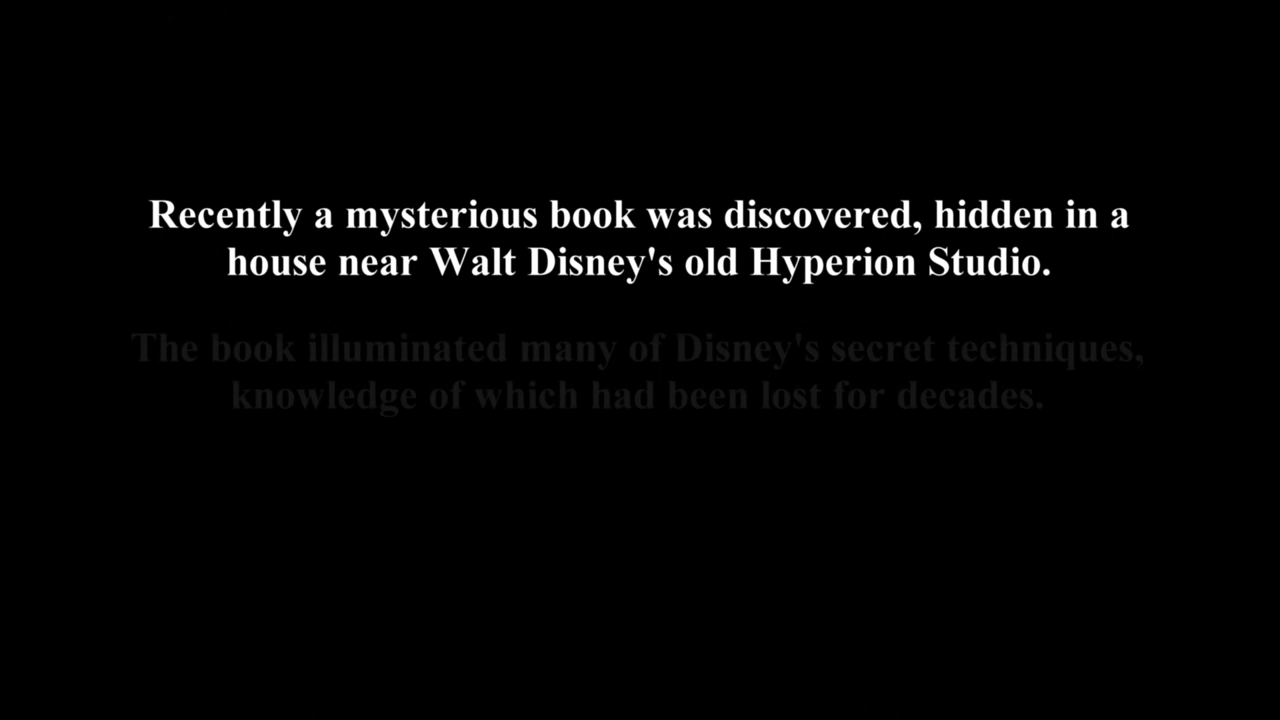 Recently a mysterious book was discovered, hidden in a
house near Walt Disney's old Hyperion Studio.
The book illuminated many of Disney's secret techniques,
knowledge of which had been lost for decades.